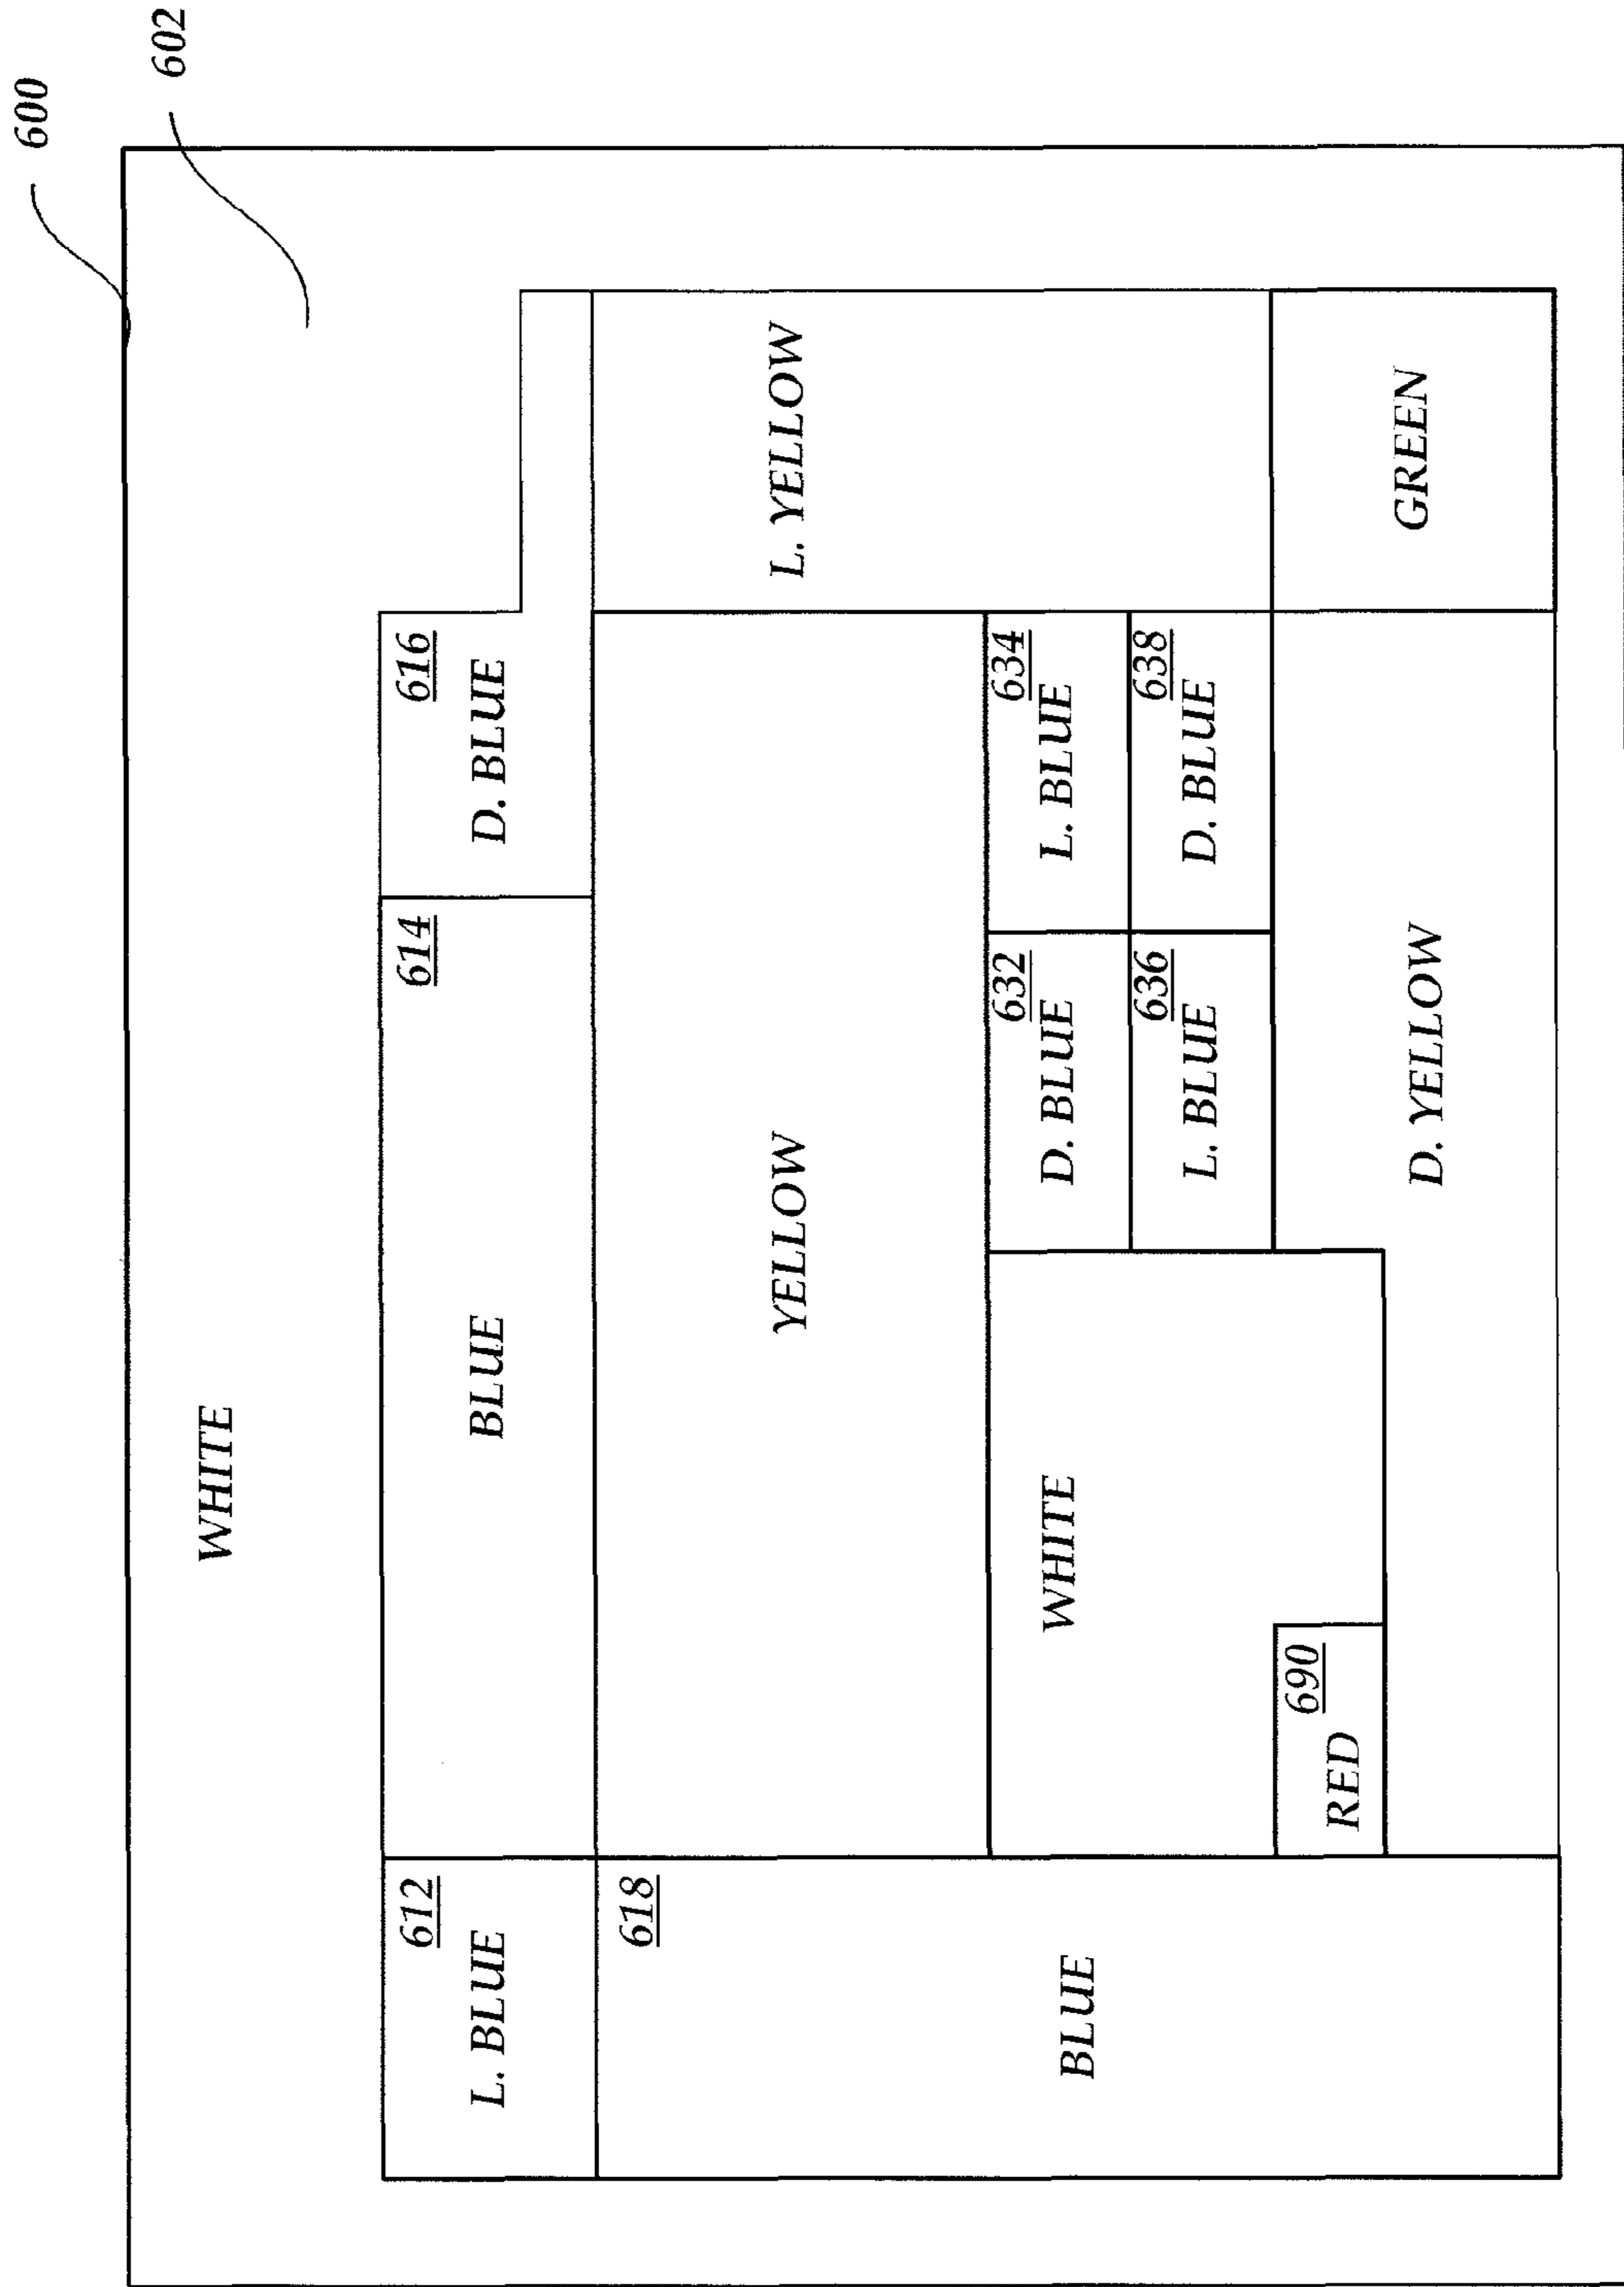 600
602
WHITE
612
L. BLUE
614
BLUE
616
D. BLUE
618
BLUE
YELLOW
L. YELLOW
WHITE
632
D. BLUE
634
L. BLUE
636
L. BLUE
638
D. BLUE
690
RED
D. YELLOW
GREEN